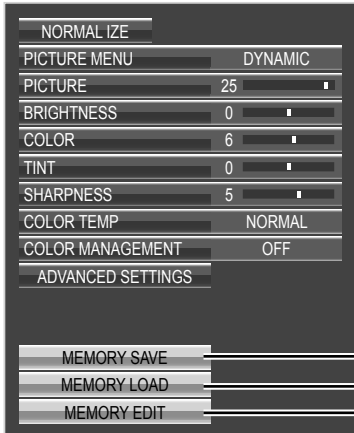 NORMAL IZE
PICTURE MENU DYNAMIC
PICTURE 25
BRIGHTNESS 0
COLOR 6
TINT 0
SHARPNESS 5
COLOR TEMP NORMAL
COLOR MANAGEMENT OFF
ADVANCED SETTINGS
MEMORY SAVE
MEMORY LOAD
MEMORY EDIT